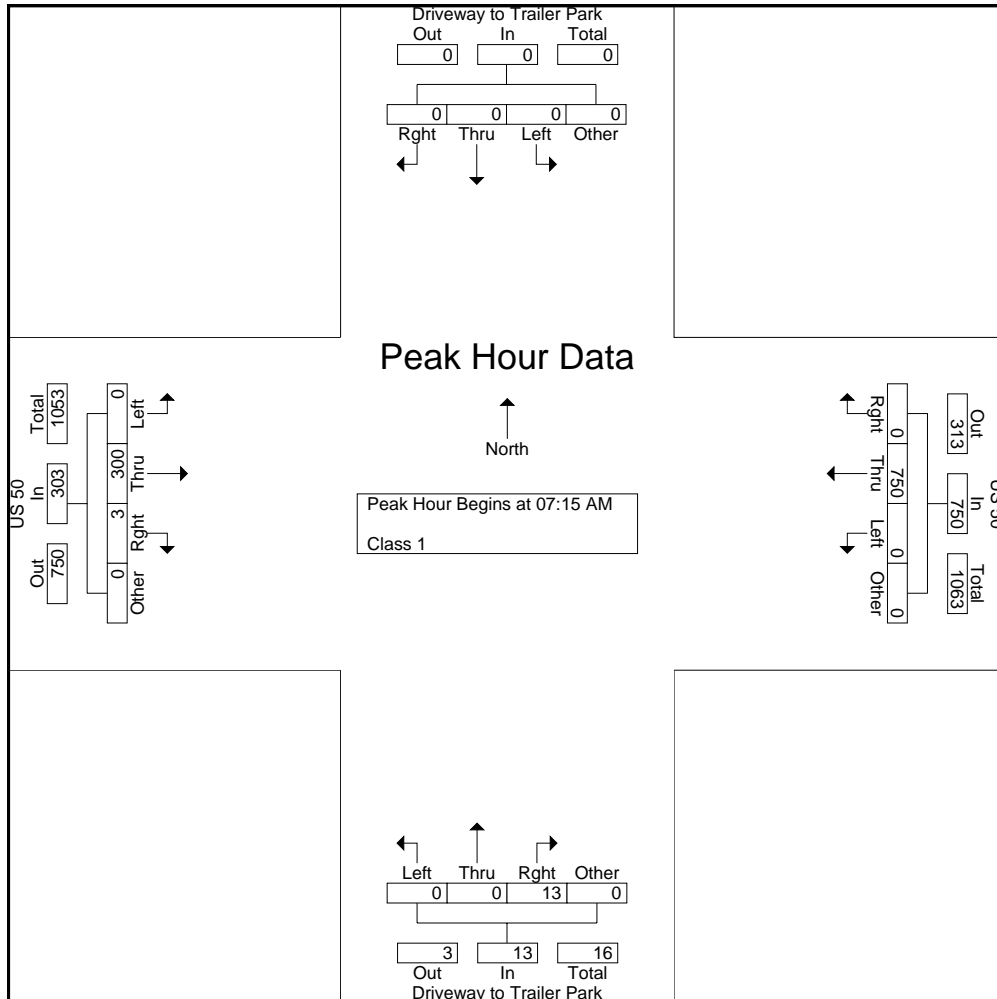 Driveway to Trailer Park
Out In Total
0 0 0
0 0 0 0
Rght Thru Left Other
Peak Hour Data
North
Peak Hour Begins at 07:15 AM
Class 1
US 50
Total In Out
1053 303 750
0 300 3 0
Left Thru Rght Other
US 50
Out In Total
313 750 1063
0 750 0 0
Rght Thru Left Other
Left Thru Rght Other
0 0 13 0
3 13 16
Out In Total
Driveway to Trailer Park